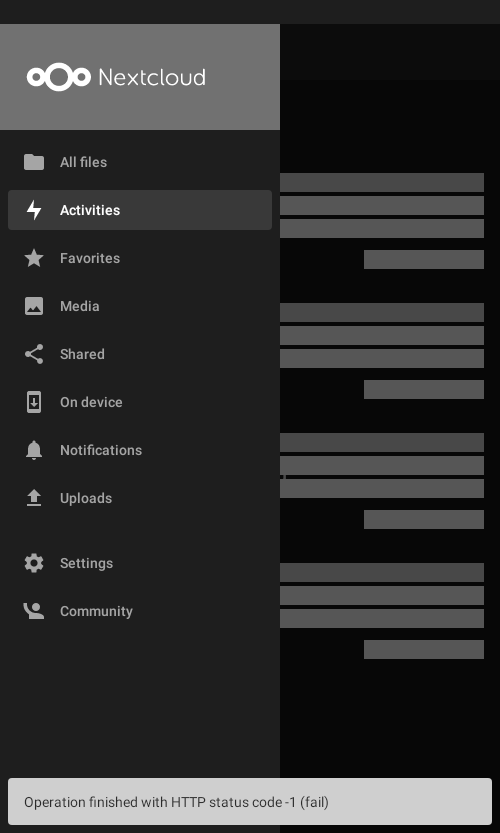 Nextcloud
All files
Activities
Favorites
Media
Shared
On device
Notifications
Uploads
Settings
Community
Operation finished with HTTP status code -1 (fail)